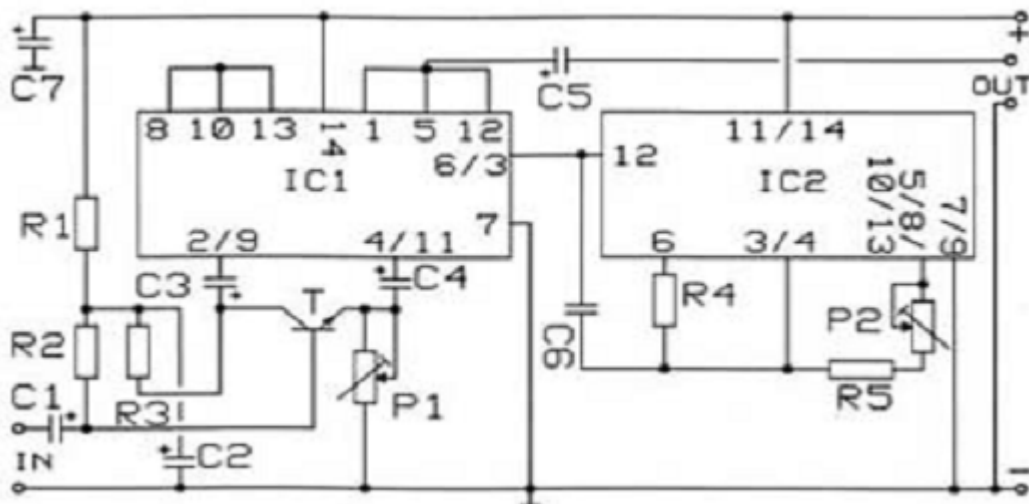 +
C7
C5
OUT
8 10 13 14 1 5 12
11/14
6/3
12
IC1
IC2
10/13
5/8/
7/9
R1
2/9
4/11
7
6
3/4
C3
T
C4
R4
P2
R2
C6
C1
R3
P1
R5
IN
C2
-